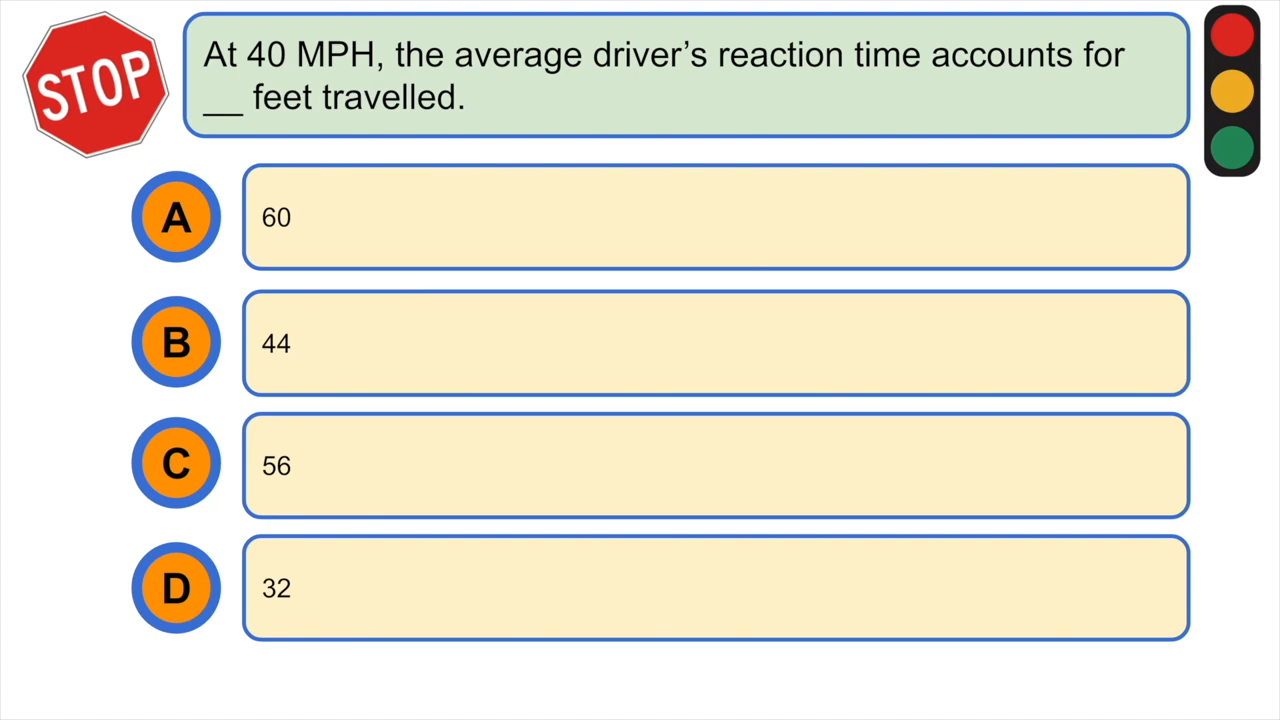 STOP
At 40 MPH, the average driver’s reaction time accounts for
__ feet travelled.
A
60
B
44
C
56
D
32